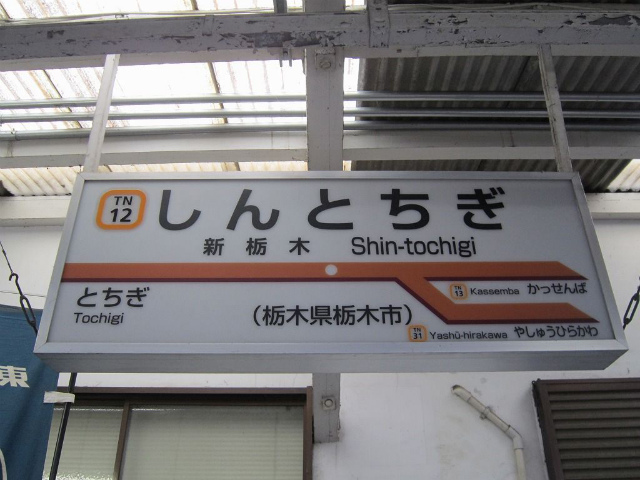 TN
12
しんとちぎ
新栃木 Shin-tochigi
とちぎ
Tochigi
TN
13
Kassemba かっせんば
(栃木県栃木市)
TN
31
Yashū-hirakawa やしゅうひらかわ
東